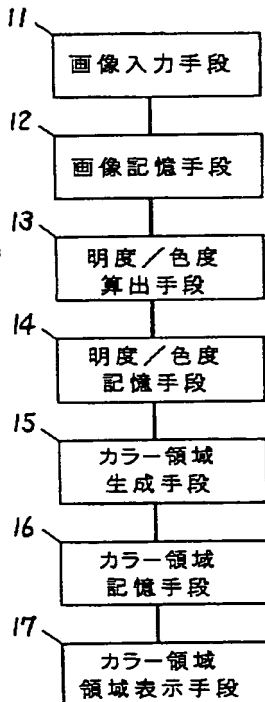 11
画像入力手段
12
画像記憶手段
13
明度／色度
算出手段
14
明度／色度
記憶手段
15
カラー領域
生成手段
16
カラー領域
記憶手段
17
カラー領域
領域表示手段